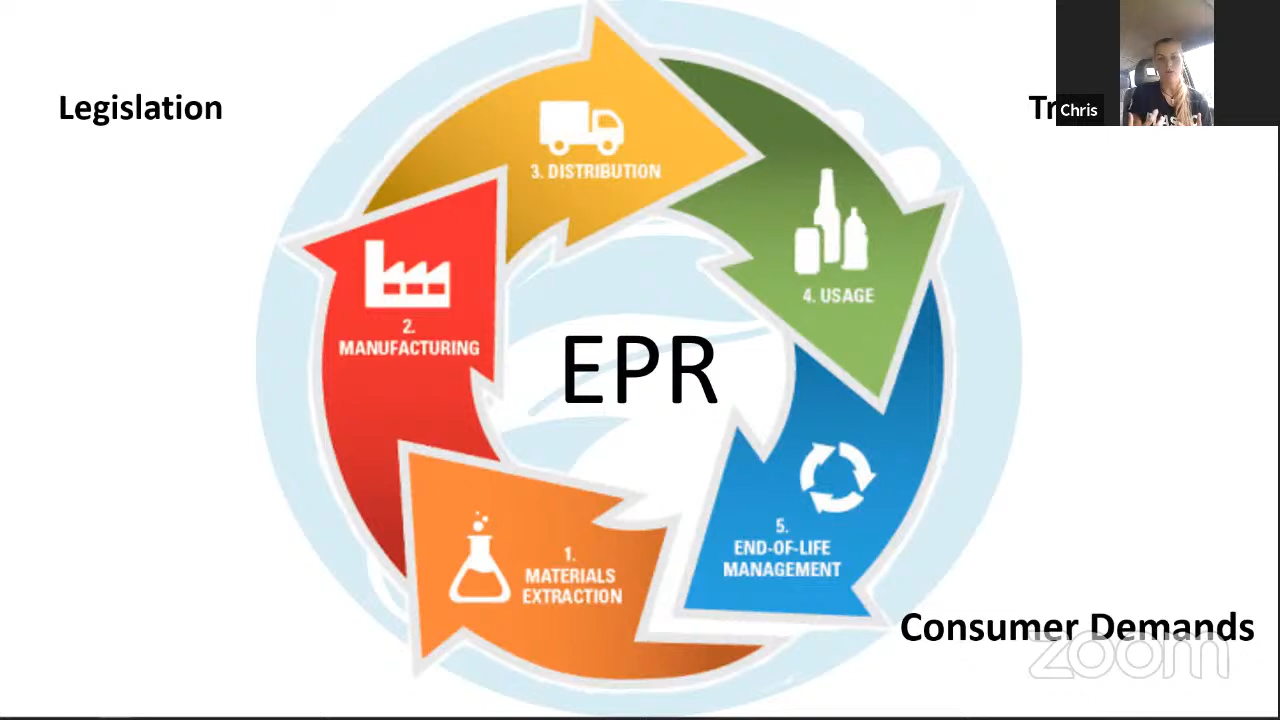 Legislation
Chris
3. DISTRIBUTION
4. USAGE
2.
MANUFACTURING
EPR
5.
END-OF-LIFE
MANAGEMENT
1.
MATERIALS
EXTRACTION
Consumer Demands
zoom